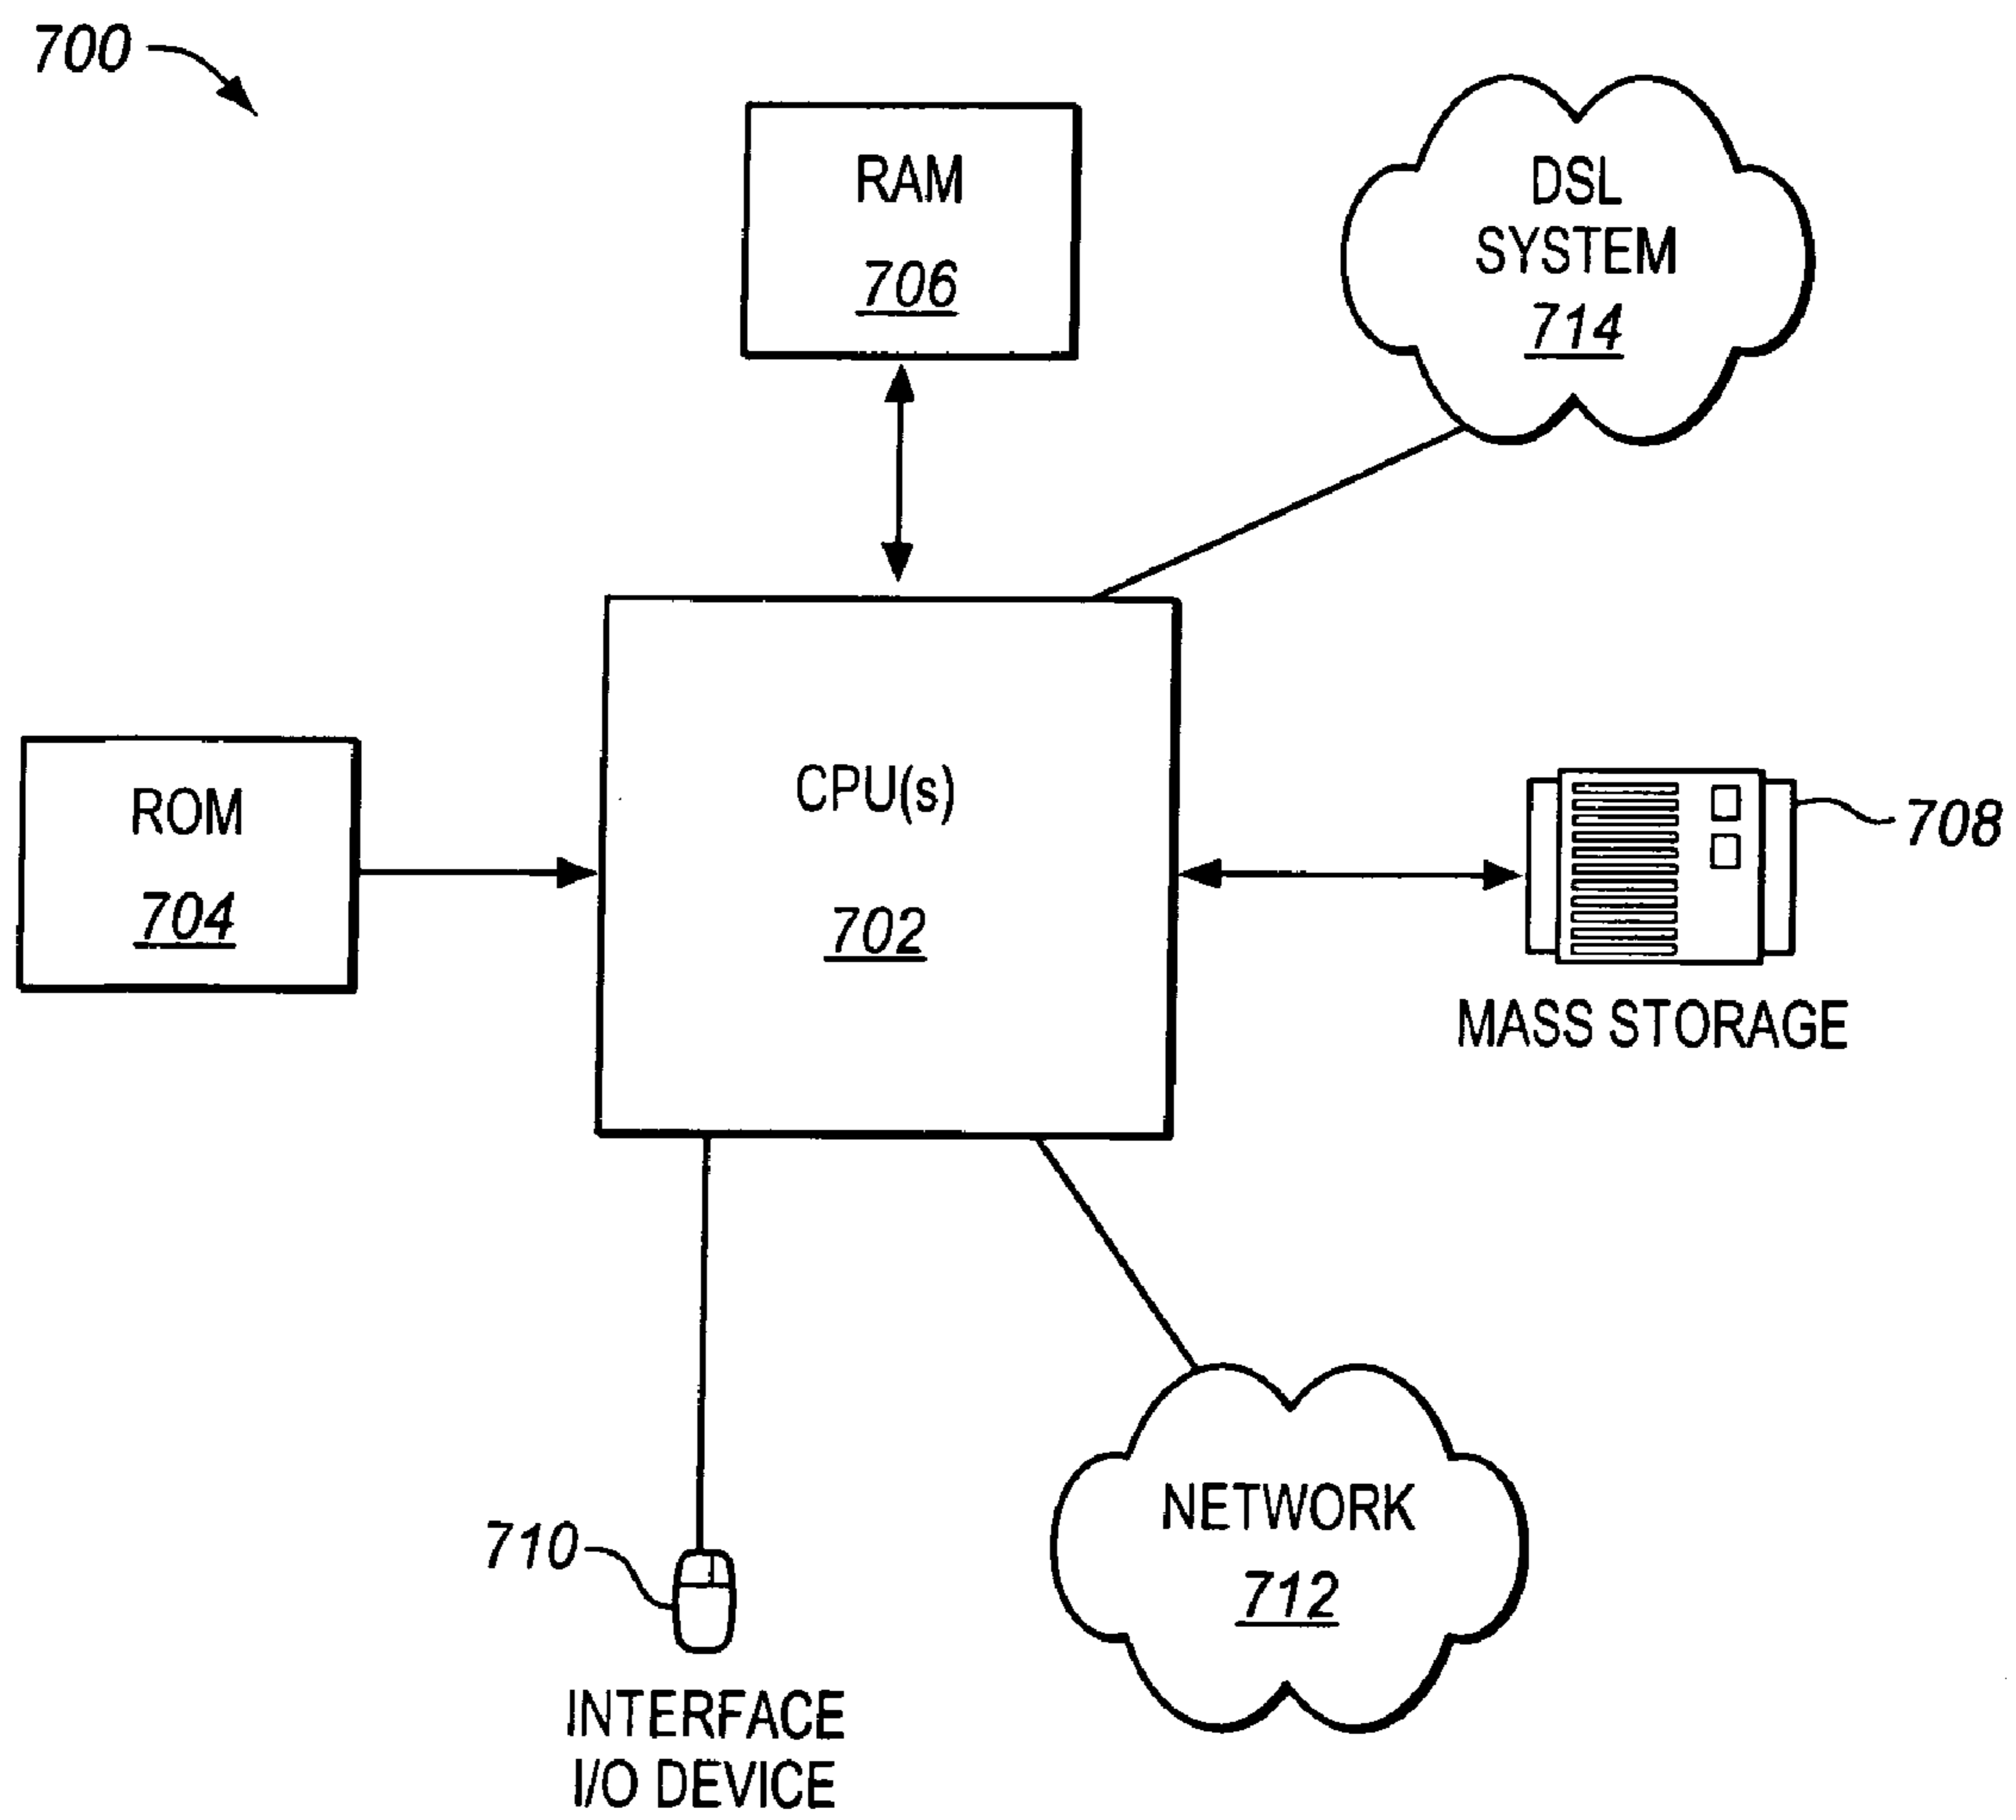 700
RAM
706
DSL
SYSTEM
714
ROM
704
CPU(s)
702
708
MASS STORAGE
710
INTERFACE
I/O DEVICE
NETWORK
712